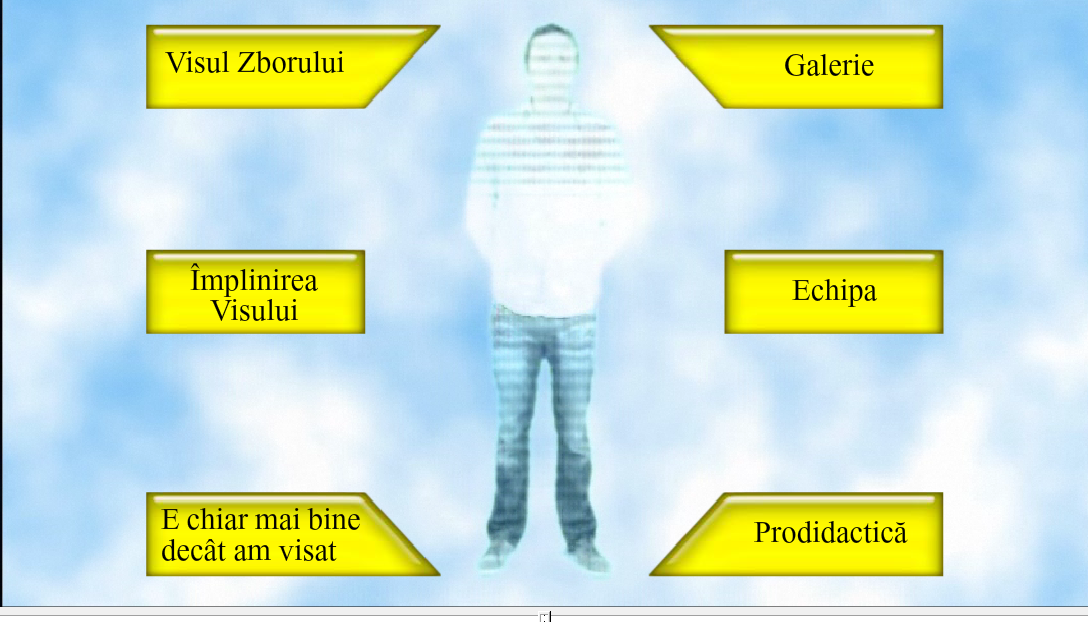 Visul Zborului
Galerie
Împlinirea
Visului
Echipa
E chiar mai bine
decât am visat
Prodidactică